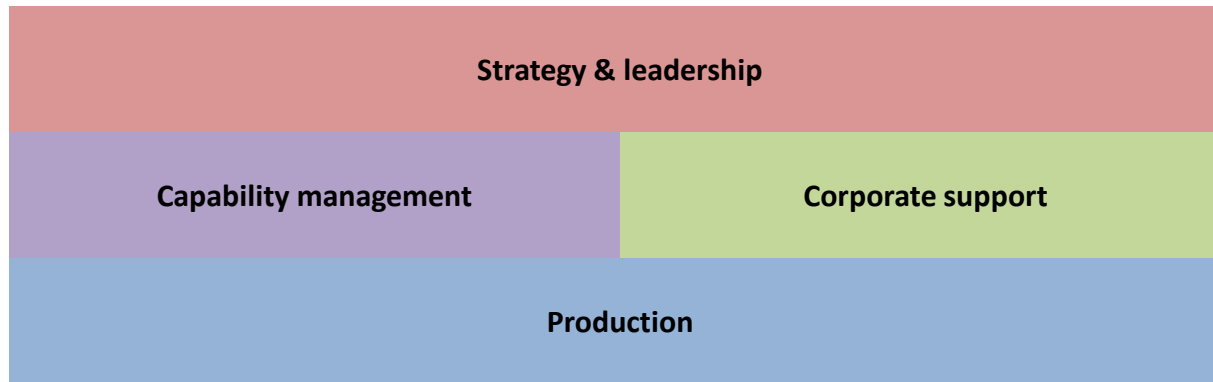 Strategy & leadership
Capability management
Corporate support
Production